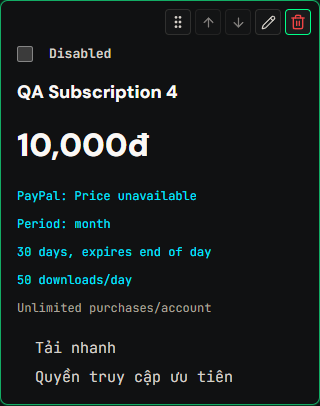 Disabled
QA Subscription 4
10,000đ
PayPal: Price unavailable
Period: month
30 days, expires end of day
50 downloads/day
Unlimited purchases/account
Tải nhanh
Quyền truy cập ưu tiên